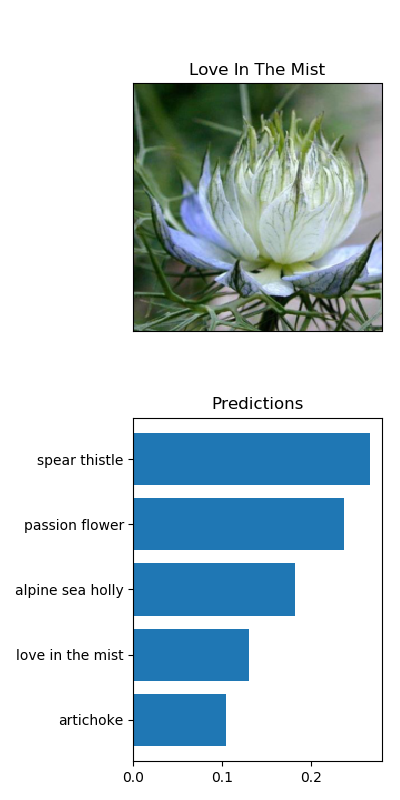 Love In The Mist
Predictions
spear thistle
passion flower
alpine sea holly
love in the mist
artichoke
0.0 0.1 0.2